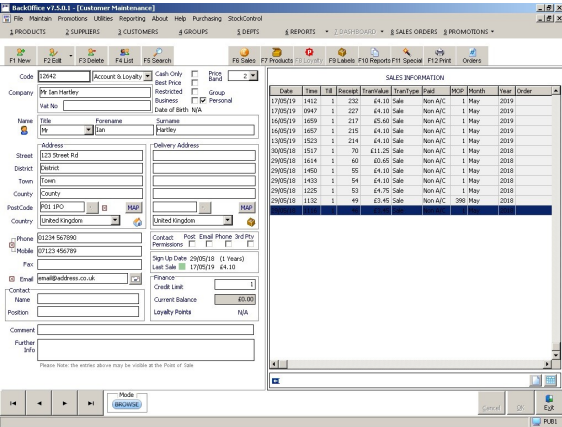 BackOffice v7.5.0.1 - [Customer Maintenance]
File Maintain Promotions Utilities Reporting About Help Purchasing StockControl
1 PRODUCTS 2 SUPPLIERS 3 CUSTOMERS 4 GROUPS 5 DEPTS 6 REPORTS 7 DASHBOARD 8 SALES ORDERS 9 PROMOTIONS
F1 New F2 Edit F3 Delete F4 List F5 Search F6 Sales F7 Products F8 Loyalty F9 Labels F10 Reports F11 Special F12 Print Orders
Code 12642 Account & Loyalty Cash Only Price Band 2
Best Price
Company Mr Ian Hartley Restricted Group
Business Personal
Vat No Date of Birth N/A
Name Title Forename Surname
Mr Ian Hartley
Address Delivery Address
Street 123 Street Rd
District District
Town Town
County County
PostCode PO1 1PO MAP MAP
Country United Kingdom United Kingdom
Phone 01234 567890 Contact Permissions Post Email Phone 3rd Pty
Mobile 07123 456789
Fax Sign Up Date 29/05/18 (1 Years)
Last Sale 17/05/19 £4.10
Email email@address.co.uk Finance
Contact Credit Limit 1
Name Current Balance £0.00
Position Loyalty Points N/A
Comment
Further Info
Please Note: the entries above may be visible at the Point of Sale
SALES INFORMATION
Date Time Till Receipt TranValue TranType Paid MOP Month Year Order
17/05/19 1412 1 232 £4.10 Sale Non A/C 1 May 2019
17/05/19 0947 1 227 £4.10 Sale Non A/C 1 May 2019
16/05/19 1659 1 217 £5.60 Sale Non A/C 1 May 2019
16/05/19 1657 1 215 £4.10 Sale Non A/C 1 May 2019
13/05/19 1523 1 214 £4.10 Sale Non A/C 1 May 2019
30/05/18 1517 1 70 £11.25 Sale Non A/C 1 May 2018
29/05/18 1614 1 60 £0.65 Sale Non A/C 1 May 2018
29/05/18 1450 1 55 £4.10 Sale Non A/C 1 May 2018
29/05/18 1433 1 54 £4.10 Sale Non A/C 1 May 2018
29/05/18 1225 1 53 £4.75 Sale Non A/C 1 May 2018
29/05/18 1132 1 49 £3.45 Sale Non A/C 398 May 2018
Mode
BROWSE
Cancel OK Exit
PUB1